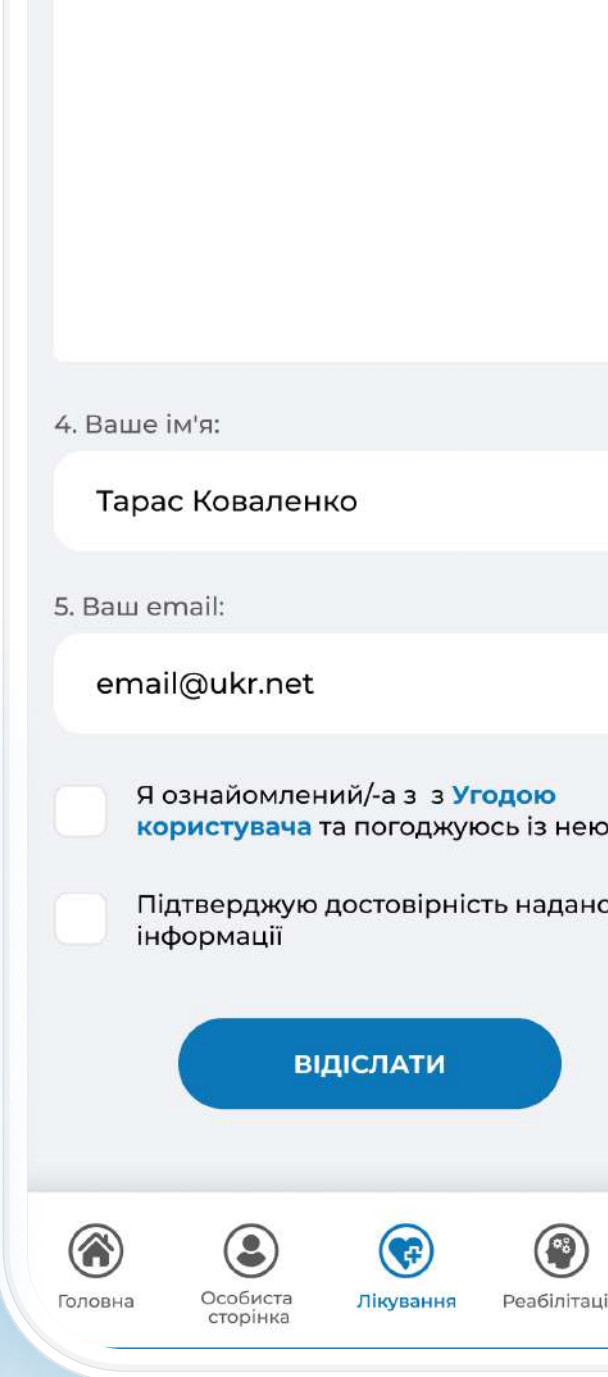 4. Ваше ім'я:
Тарас Коваленко
5. Ваш email:
email@ukr.net
Я ознайомлений/-а з з Угодою
користувача та погоджуюсь із нею
Підтверджую достовірність
інформації
ВІДІСЛАТИ
Головна
Особиста
сторінка
Лікування